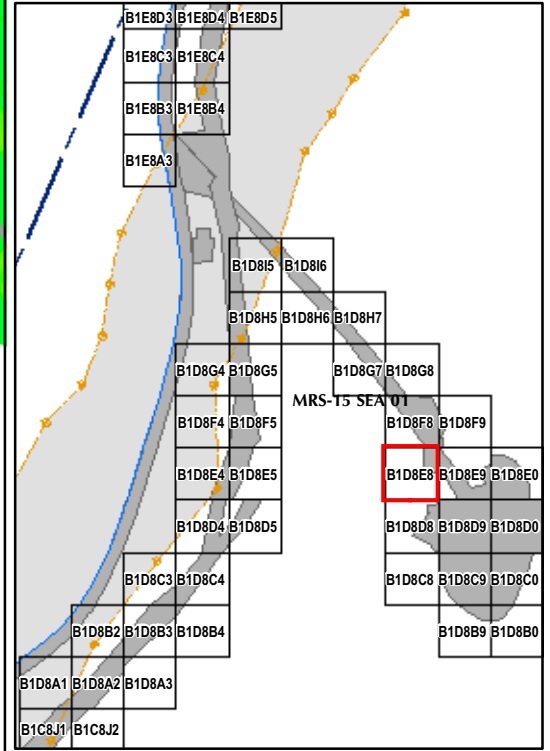 B1E8D3 B1E8D4 B1E8D5
B1E8C3 B1E8C4
B1E8B3 B1E8B4
B1E8A3
B1D8I5 B1D8I6
B1D8H5 B1D8H6 B1D8H7
B1D8G4 B1D8G5 B1D8G7 B1D8G8
MRS-15 SEA 01
B1D8F4 B1D8F5 B1D8F8 B1D8F9
B1D8E4 B1D8E5 B1D8E8 B1D8E9 B1D8E0
B1D8D4 B1D8D5 B1D8D8 B1D8D9 B1D8D0
B1D8C3 B1D8C4 B1D8C8 B1D8C9 B1D8C0
B1D8B2 B1D8B3 B1D8B4 B1D8B9 B1D8B0
B1D8A1 B1D8A2 B1D8A3
B1C8J1 B1C8J2